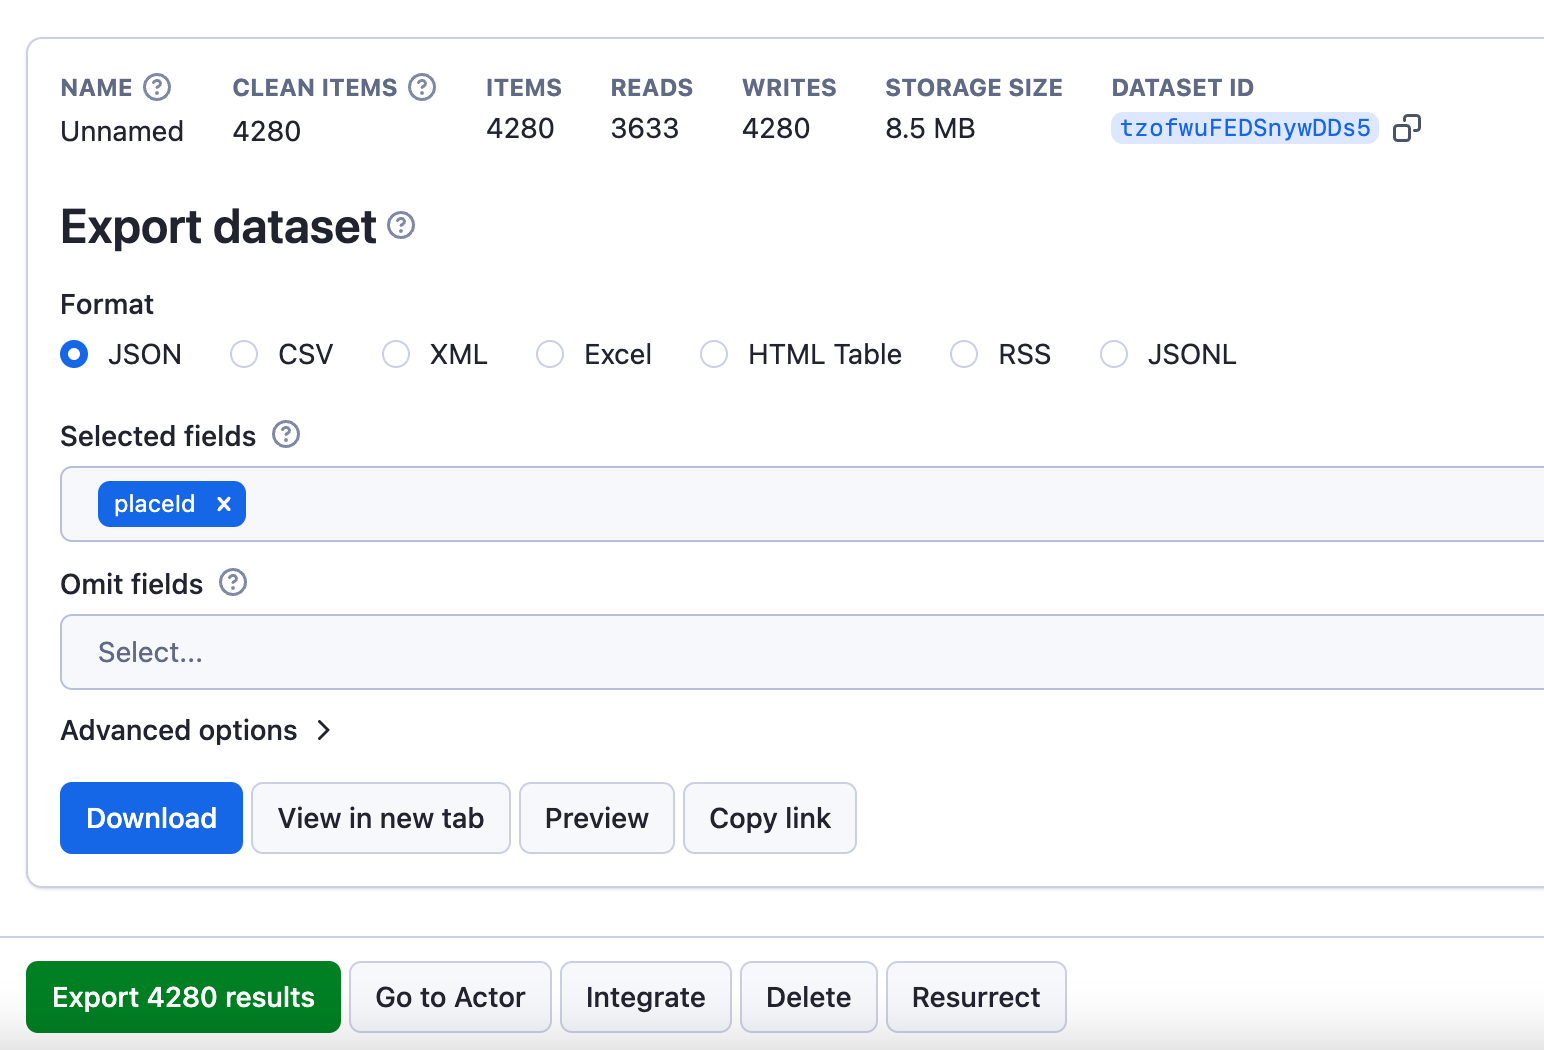 NAME CLEAN ITEMS ITEMS READS WRITES STORAGE SIZE DATASET ID
Unnamed 4280 4280 3633 4280 8.5 MB tzofwuFEDSnywDDs5
Export dataset
Format
JSON CSV XML Excel HTML Table RSS JSONL
Selected fields
placeId
Omit fields
Select...
Advanced options
Download View in new tab Preview Copy link
Export 4280 results Go to Actor Integrate Delete Resurrect